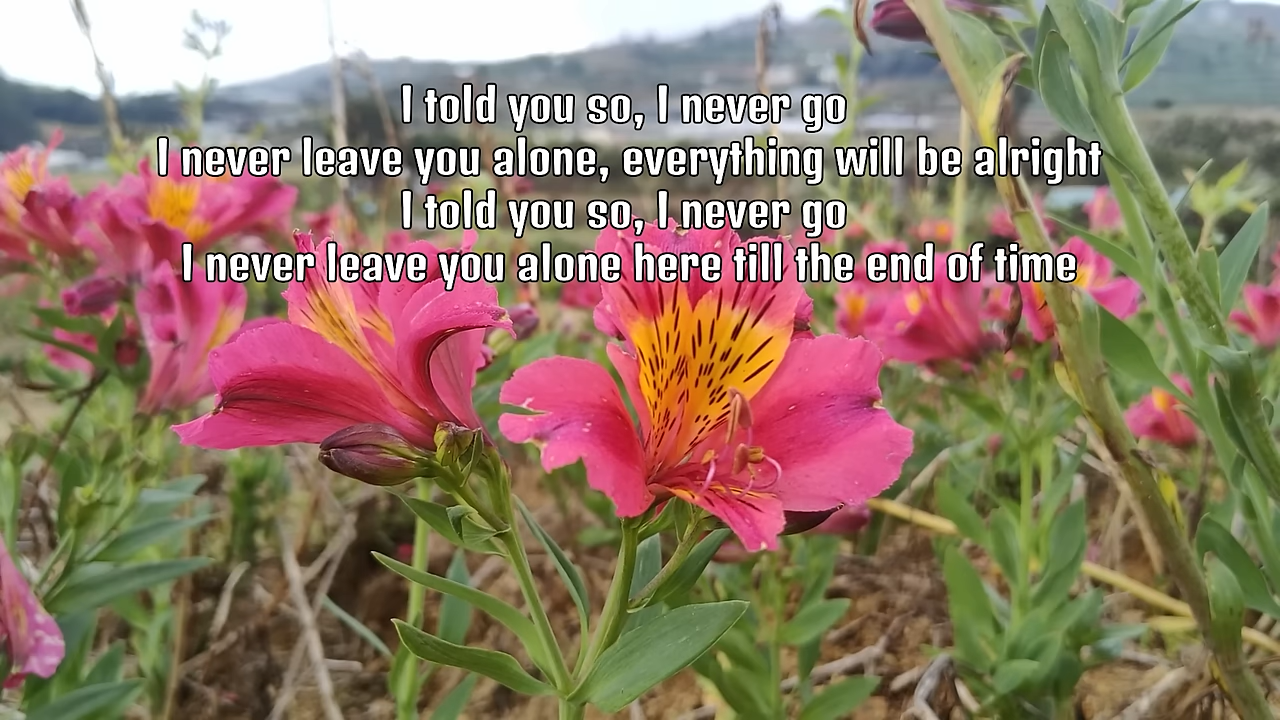 I told you so, I never go
I never leave you alone, everything will be alright
I told you so, I never go
I never leave you alone here till the end of time